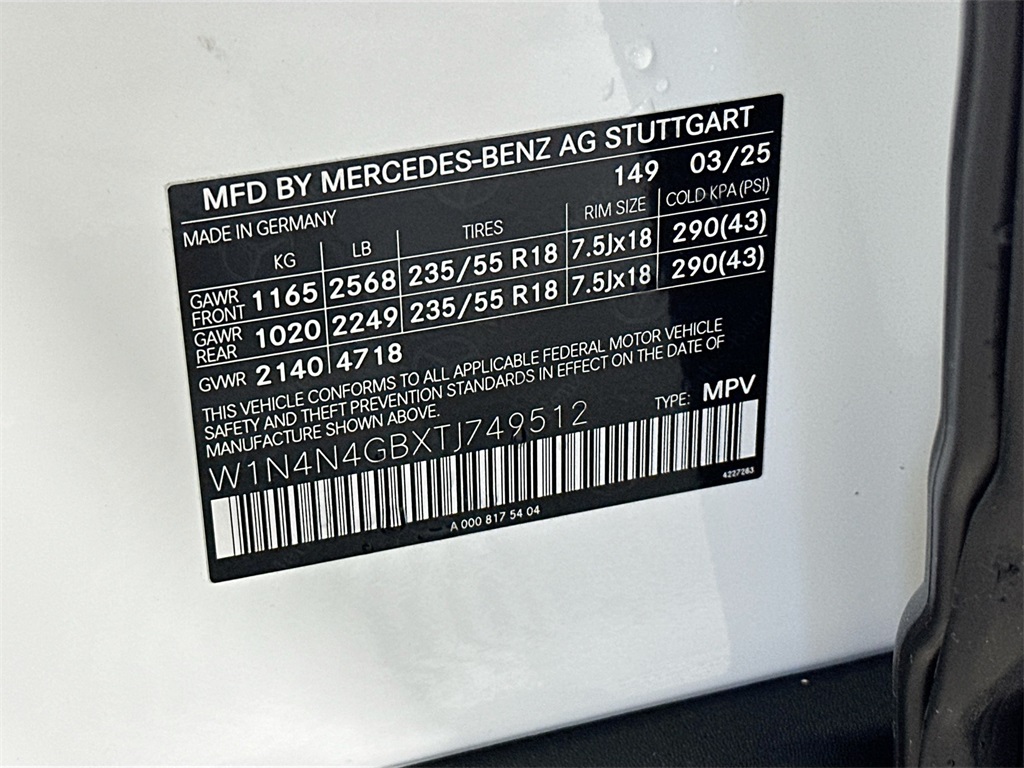 MFD BY MERCEDES-BENZ AG STUTTGART
MADE IN GERMANY 149 03/25
KG LB TIRES RIM SIZE COLD KPA (PSI)
GAWR FRONT 1165 2568 235/55 R18 7.5Jx18 290(43)
GAWR REAR 1020 2249 235/55 R18 7.5Jx18 290(43)
GVWR 2140 4718
THIS VEHICLE CONFORMS TO ALL APPLICABLE FEDERAL MOTOR VEHICLE
SAFETY AND THEFT PREVENTION STANDARDS IN EFFECT ON THE DATE OF
MANUFACTURE SHOWN ABOVE.
W1N4N4GBXTJ749512 TYPE: MPV
A 000 817 54 04 4227263